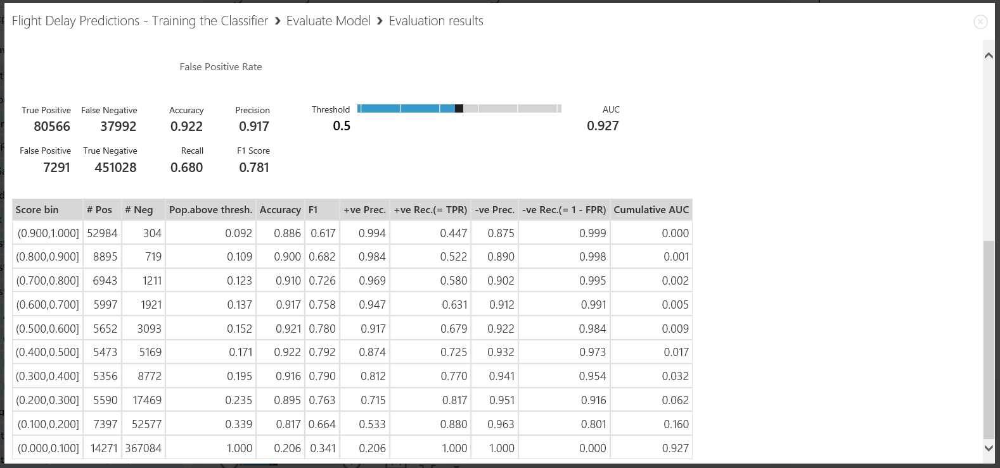 Flight Delay Predictions - Training the Classifier › Evaluate Model › Evaluation results
False Positive Rate
True Positive False Negative Accuracy Precision Threshold AUC
80566 37992 0.922 0.917 0.5 0.927
False Positive True Negative Recall F1 Score
7291 451028 0.680 0.781
Score bin # Pos # Neg Pop.above thresh. Accuracy F1 +ve Prec. +ve Rec.(= TPR) -ve Prec. -ve Rec.(= 1 - FPR) Cumulative AUC
(0.900,1.000] 52984 304 0.092 0.886 0.617 0.994 0.447 0.875 0.999 0.000
(0.800,0.900] 8895 719 0.109 0.900 0.682 0.984 0.522 0.890 0.998 0.001
(0.700,0.800] 6943 1211 0.123 0.910 0.726 0.969 0.580 0.902 0.995 0.002
(0.600,0.700] 5997 1921 0.137 0.917 0.758 0.947 0.631 0.912 0.991 0.005
(0.500,0.600] 5652 3093 0.152 0.921 0.780 0.917 0.679 0.922 0.984 0.009
(0.400,0.500] 5473 5169 0.171 0.922 0.792 0.874 0.725 0.932 0.973 0.017
(0.300,0.400] 5356 8772 0.195 0.916 0.790 0.812 0.770 0.941 0.954 0.032
(0.200,0.300] 5590 17469 0.235 0.895 0.763 0.715 0.817 0.951 0.916 0.062
(0.100,0.200] 7397 52577 0.339 0.817 0.664 0.533 0.880 0.963 0.801 0.160
(0.000,0.100] 14271 367084 1.000 0.206 0.341 0.206 1.000 1.000 0.000 0.927